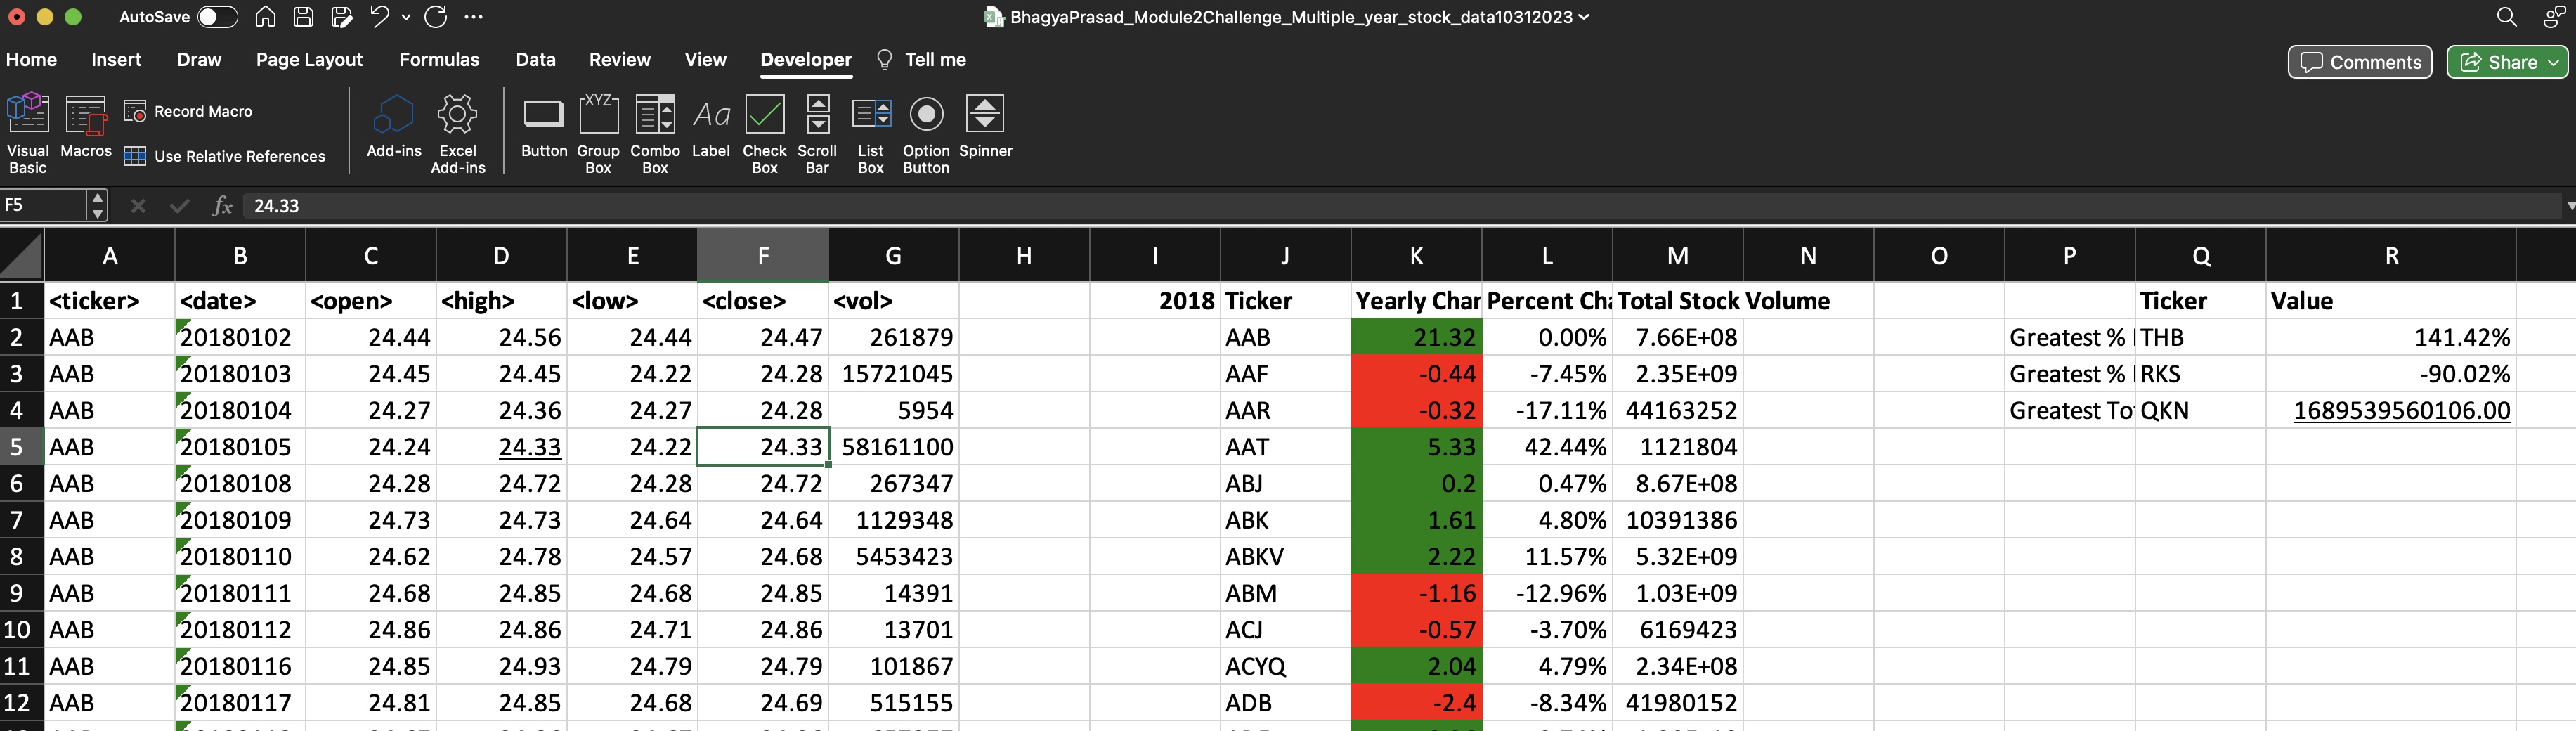 AutoSave BhagyaPrasad_Module2Challenge_Multiple_year_stock_data10312023
Home Insert Draw Page Layout Formulas Data Review View Developer Tell me Comments Share
Visual Basic Macros Record Macro Use Relative References Add-ins Excel Add-ins XYZ Button Group Box Combo Box Aa Label Check Box Scroll Bar List Box Option Button Spinner
F5 fx 24.33
A B C D E F G H I J K L M N O P Q R
1 <ticker> <date> <open> <high> <low> <close> <vol> 2018 Ticker Yearly Char Percent Cha Total Stock Volume Ticker Value
2 AAB 20180102 24.44 24.56 24.44 24.47 261879 AAB 21.32 0.00% 7.66E+08 Greatest % THB 141.42%
3 AAB 20180103 24.45 24.45 24.22 24.28 15721045 AAF -0.44 -7.45% 2.35E+09 Greatest % RKS -90.02%
4 AAB 20180104 24.27 24.36 24.27 24.28 5954 AAR -0.32 -17.11% 44163252 Greatest To QKN 1689539560106.00
5 AAB 20180105 24.24 24.33 24.22 24.33 58161100 AAT 5.33 42.44% 1121804
6 AAB 20180108 24.28 24.72 24.28 24.72 267347 ABJ 0.2 0.47% 8.67E+08
7 AAB 20180109 24.73 24.73 24.64 24.64 1129348 ABK 1.61 4.80% 10391386
8 AAB 20180110 24.62 24.78 24.57 24.68 5453423 ABKV 2.22 11.57% 5.32E+09
9 AAB 20180111 24.68 24.85 24.68 24.85 14391 ABM -1.16 -12.96% 1.03E+09
10 AAB 20180112 24.86 24.86 24.71 24.86 13701 ACJ -0.57 -3.70% 6169423
11 AAB 20180116 24.85 24.93 24.79 24.79 101867 ACYQ 2.04 4.79% 2.34E+08
12 AAB 20180117 24.81 24.85 24.68 24.69 515155 ADB -2.4 -8.34% 41980152